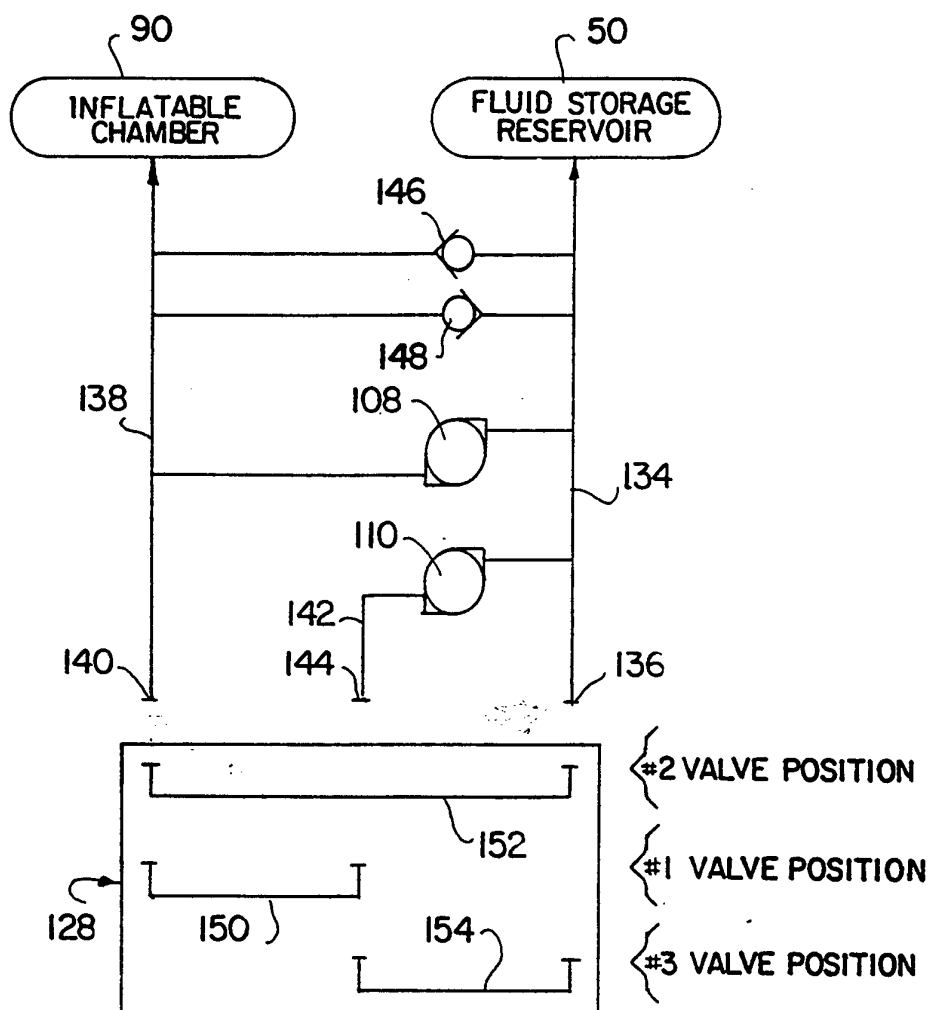 90
50
INFLATABLE
CHAMBER
FLUID STORAGE
RESERVOIR
146
148
138
108
134
110
142
140
144
136
#2 VALVE POSITION
152
#1 VALVE POSITION
128
150
154
#3 VALVE POSITION